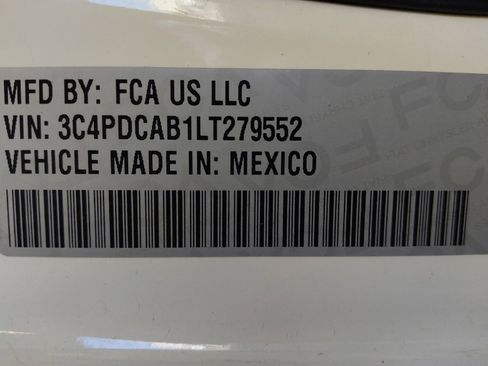 MFD BY: FCA US LLC
VIN: 3C4PDCAB1LT279552
VEHICLE MADE IN: MEXICO